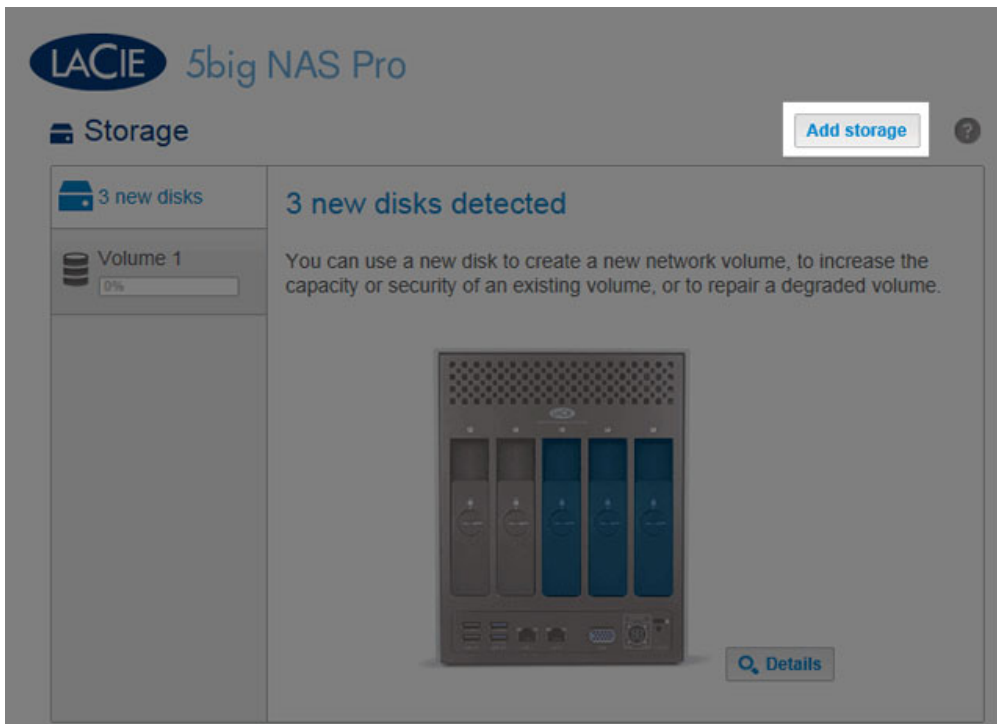 LACIE 5big NAS Pro
Storage
Add storage
?
3 new disks
Volume 1
0%
3 new disks detected
You can use a new disk to create a new network volume, to increase the
capacity or security of an existing volume, or to repair a degraded volume.
LACIE
Details